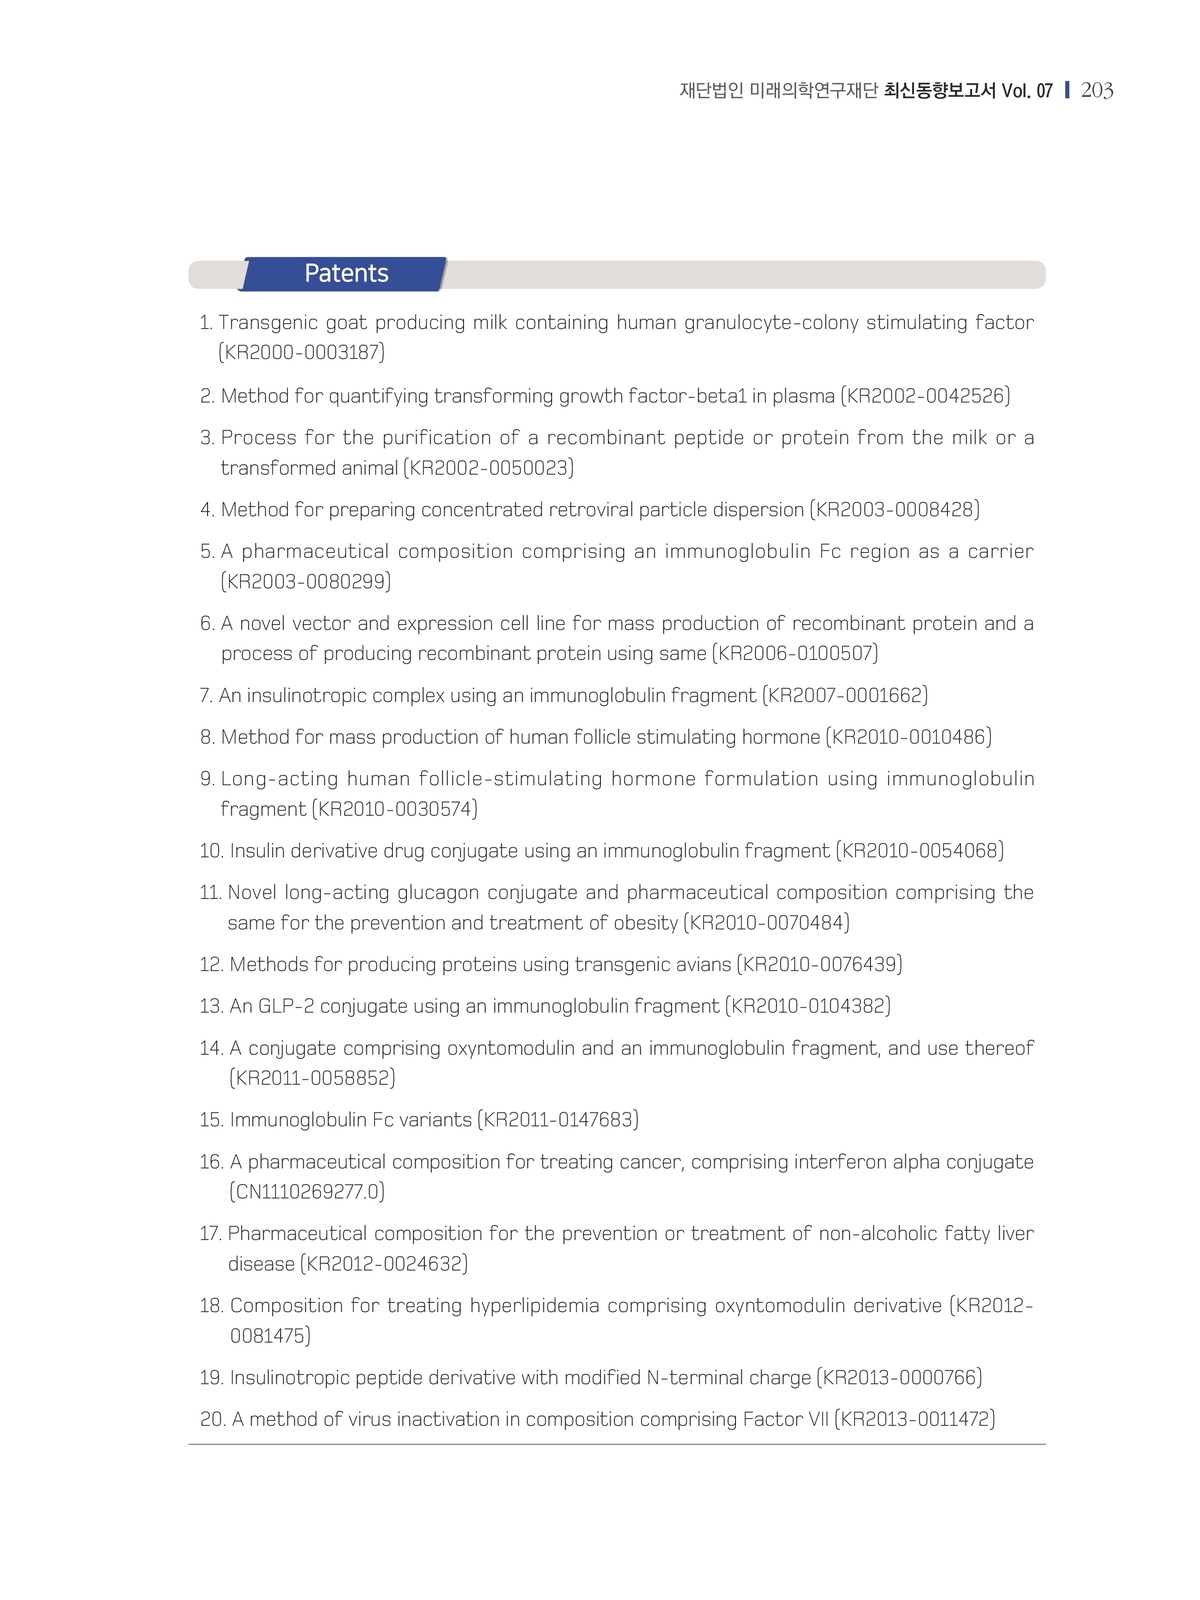 재단법인 미래의학연구재단 최신동향보고서 Vol. 07 203
Patents
1. Transgenic goat producing milk containing human granulocyte-colony stimulating factor
(KR2000-0003187)
2. Method for quantifying transforming growth factor-beta1 in plasma (KR2002-0042526)
3. Process for the purification of a recombinant peptide or protein from the milk or a
transformed animal (KR2002-0050023)
4. Method for preparing concentrated retroviral particle dispersion (KR2003-0008428)
5. A pharmaceutical composition comprising an immunoglobulin Fc region as a carrier
(KR2003-0080299)
6. A novel vector and expression cell line for mass production of recombinant protein and a
process of producing recombinant protein using same (KR2006-0100507)
7. An insulinotropic complex using an immunoglobulin fragment (KR2007-0001662)
8. Method for mass production of human follicle stimulating hormone (KR2010-0010486)
9. Long-acting human follicle-stimulating hormone formulation using immunoglobulin
fragment (KR2010-0030574)
10. Insulin derivative drug conjugate using an immunoglobulin fragment (KR2010-0054068)
11. Novel long-acting glucagon conjugate and pharmaceutical composition comprising the
same for the prevention and treatment of obesity (KR2010-0070484)
12. Methods for producing proteins using transgenic avians (KR2010-0076439)
13. An GLP-2 conjugate using an immunoglobulin fragment (KR2010-0104382)
14. A conjugate comprising oxyntomodulin and an immunoglobulin fragment, and use thereof
(KR2011-0058852)
15. Immunoglobulin Fc variants (KR2011-0147683)
16. A pharmaceutical composition for treating cancer, comprising interferon alpha conjugate
(CN1110269277.0)
17. Pharmaceutical composition for the prevention or treatment of non-alcoholic fatty liver
disease (KR2012-0024632)
18. Composition for treating hyperlipidemia comprising oxyntomodulin derivative (KR2012-
0081475)
19. Insulinotropic peptide derivative with modified N-terminal charge (KR2013-0000766)
20. A method of virus inactivation in composition comprising Factor VII (KR2013-0011472)